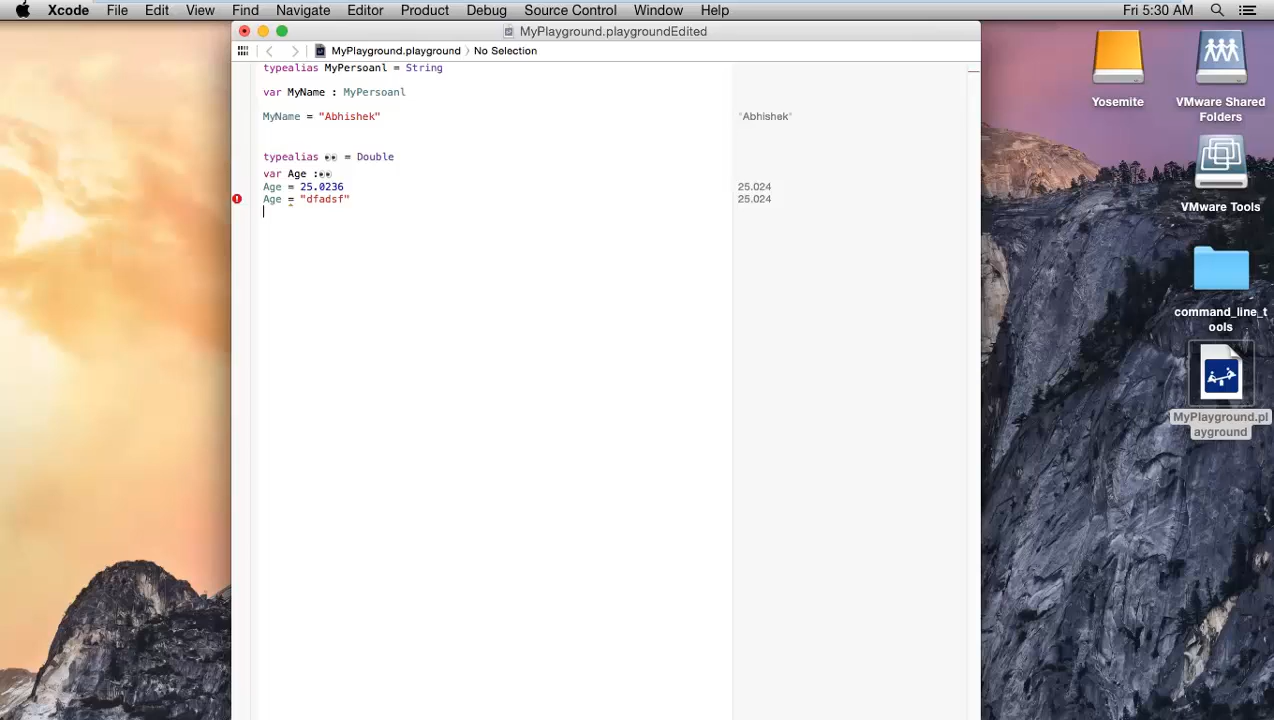 Xcode File Edit View Find Navigate Editor Product Debug Source Control Window Help Fri 5:30 AM
MyPlayground.playgroundEdited
MyPlayground.playground 〉 No Selection
typealias MyPersoanl = String
var MyName : MyPersoanl
MyName = "Abhishek"
"Abhishek"
typealias 👀 = Double
var Age :👀
Age = 25.0236
25.024
Age = "dfadsf"
25.024
Yosemite
VMware Shared
Folders
VMware Tools
command_line_t
ools
MyPlayground.pl
ayground